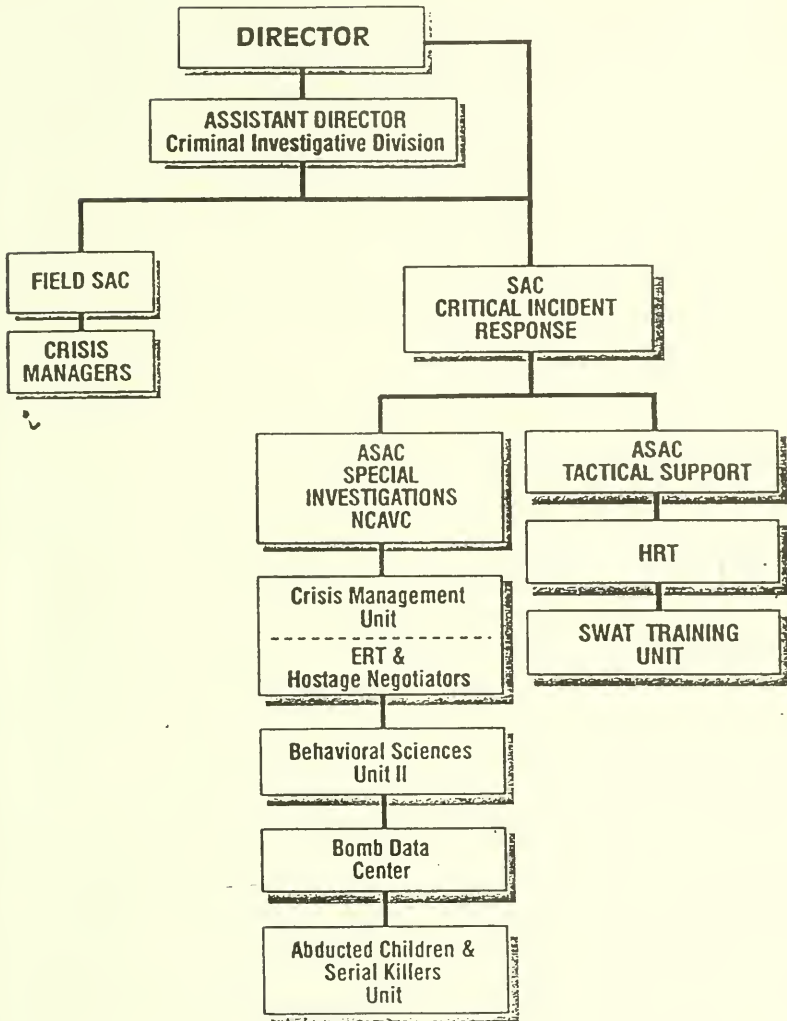 DIRECTOR
ASSISTANT DIRECTOR
Criminal Investigative Division
FIELD SAC
CRISIS
MANAGERS
SAC
CRITICAL INCIDENT
RESPONSE
ASAC
SPECIAL
INVESTIGATIONS
NCAVC
Crisis Management
Unit
ERT &
Hostage Negotiators
Behavioral Sciences
Unit II
Bomb Data
Center
Abducted Children &
Serial Killers
Unit
ASAC
TACTICAL SUPPORT
HRT
SWAT TRAINING
UNIT